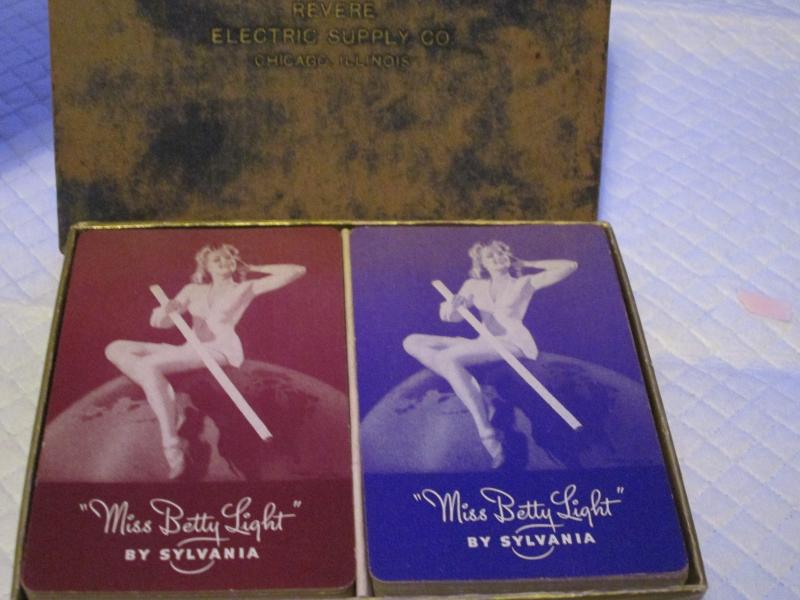 REVERE
ELECTRIC SUPPLY CO
CHICAGO, ILLINOIS
"Miss Betty Light"
BY SYLVANIA
"Miss Betty Light"
BY SYLVANIA